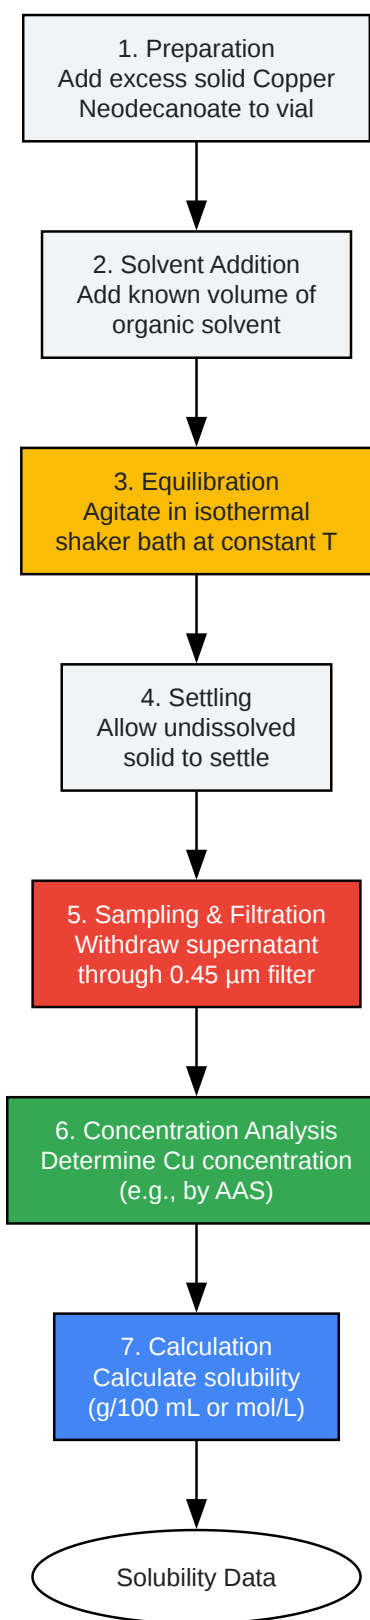 1. Preparation
Add excess solid Copper
Neodecanoate to vial
2. Solvent Addition
Add known volume of
organic solvent
3. Equilibration
Agitate in isothermal
shaker bath at constant T
4. Settling
Allow undissolved
solid to settle
5. Sampling & Filtration
Withdraw supernatant
through 0.45 µm filter
6. Concentration Analysis
Determine Cu concentration
(e.g., by AAS)
7. Calculation
Calculate solubility
(g/100 mL or mol/L)
Solubility Data